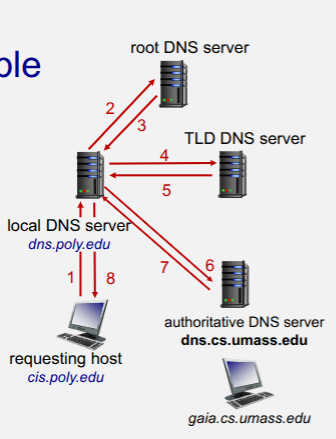 root DNS server
ple
2
3
TLD DNS server
4
5
local DNS server
dns.poly.edu
1
8
7
6
authoritative DNS server
dns.cs.umass.edu
requesting host
cis.poly.edu
gaia.cs.umass.edu